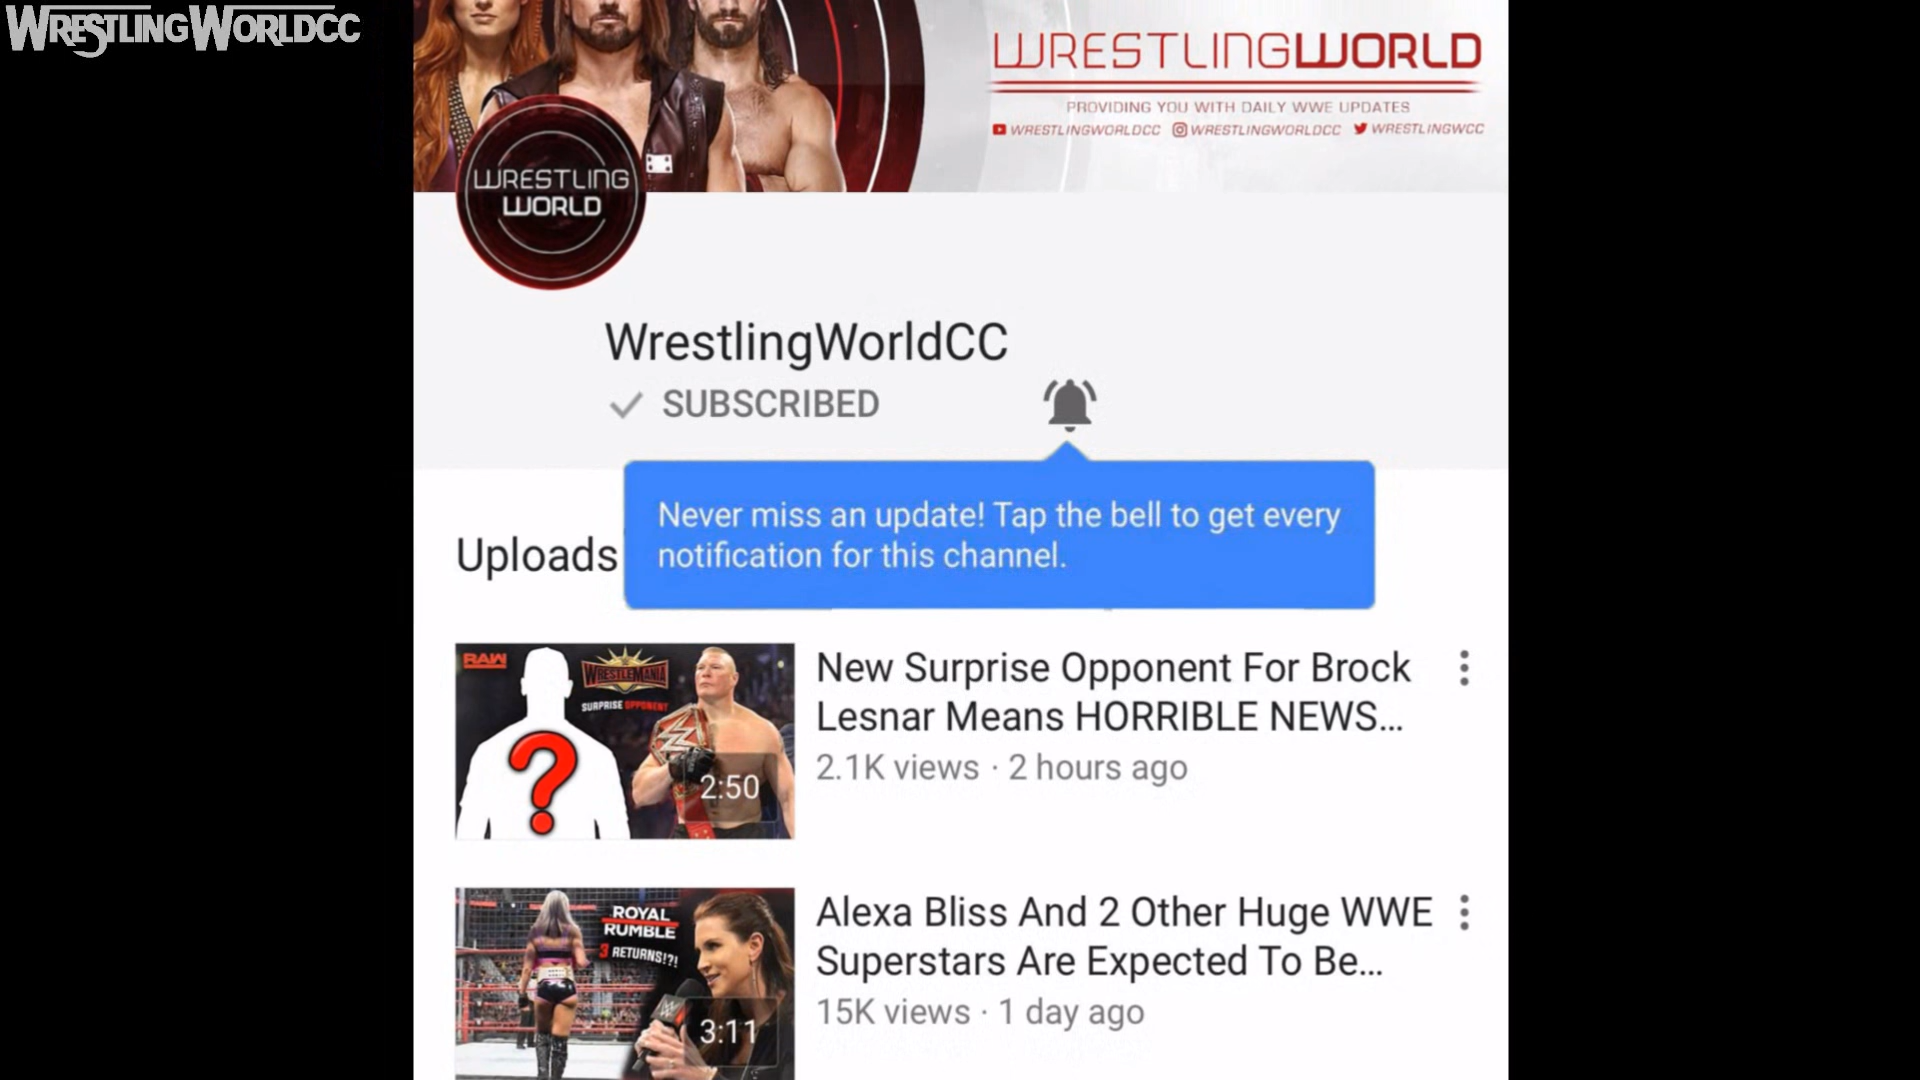 WRESTLINGWORLDCC
WRESTLINGWORLD
PROVIDING YOU WITH DAILY WWE UPDATES
WRESTLINGWORLDCC WRESTLINGWORLDCC WRESTLINGWCC
WRESTLING
WORLD
WrestlingWorldCC
SUBSCRIBED
Never miss an update! Tap the bell to get every
notification for this channel.
Uploads
RAW
WRESTLEMANIA
SURPRISE OPPONENT
?
2:50
New Surprise Opponent For Brock
Lesnar Means HORRIBLE NEWS...
2.1K views · 2 hours ago
ROYAL
RUMBLE
3 RETURNS!?!
3:11
Alexa Bliss And 2 Other Huge WWE
Superstars Are Expected To Be...
15K views · 1 day ago